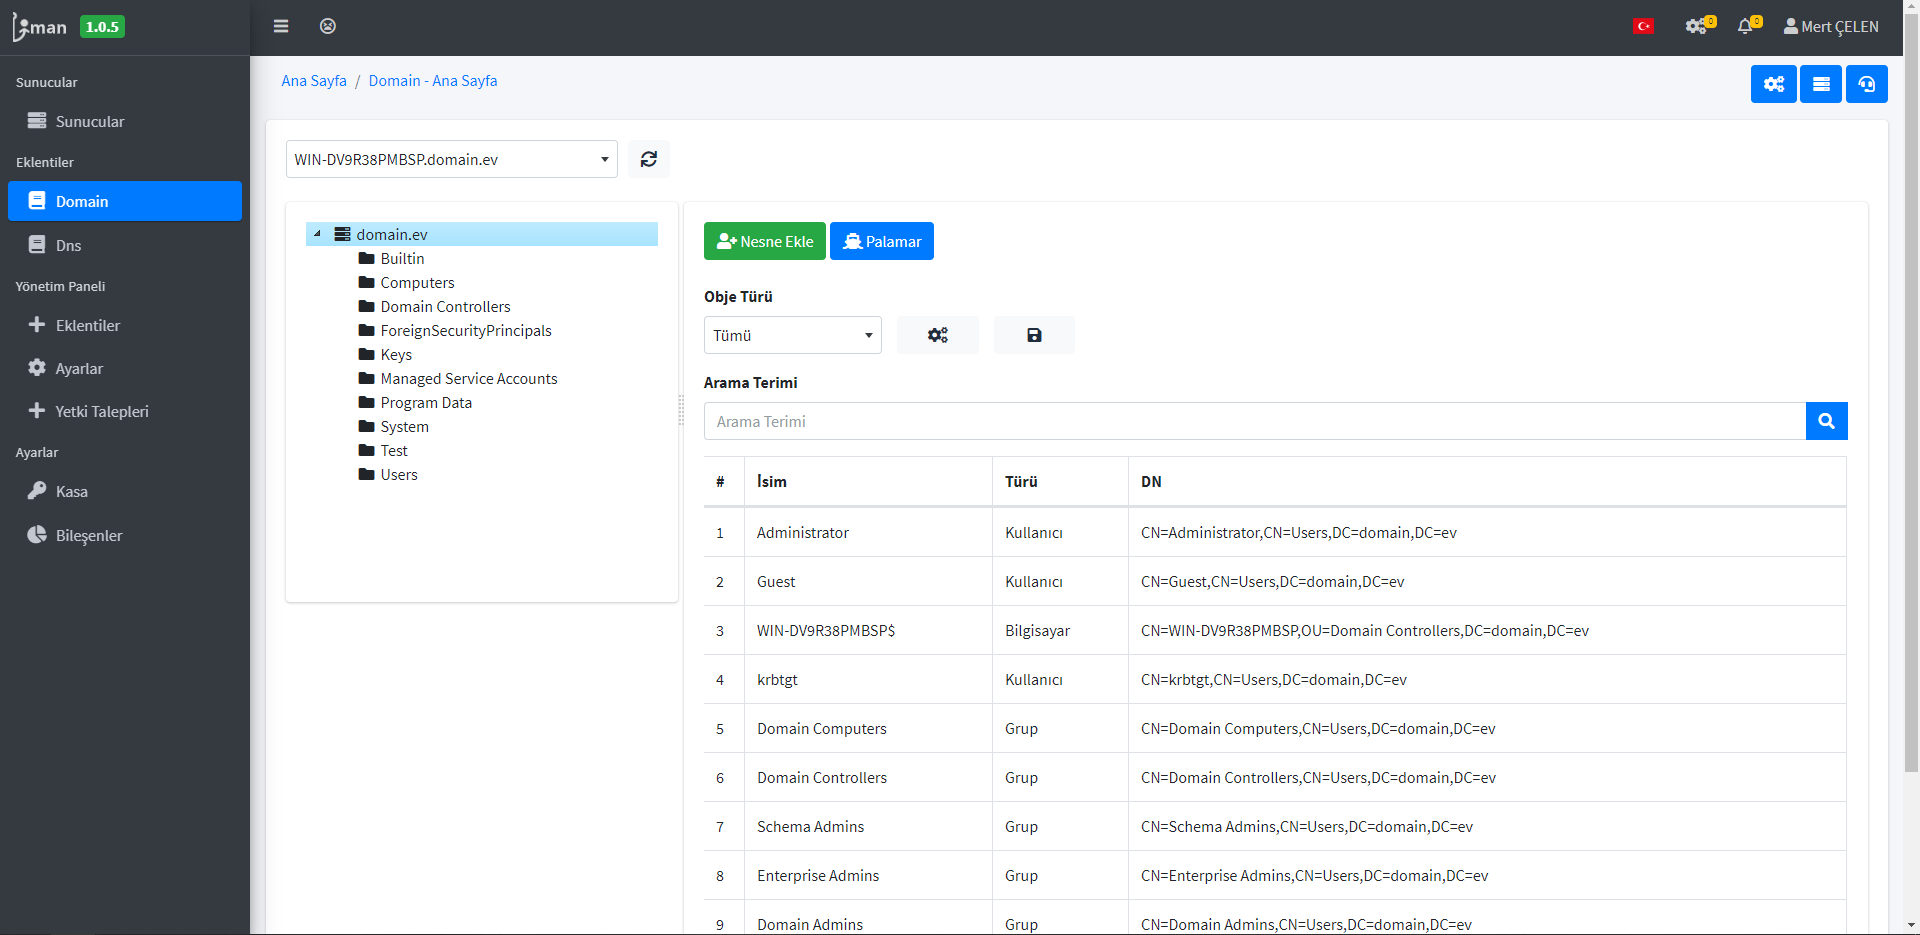 Liman 1.0.5
0
0
Mert ÇELEN
Sunucular
Sunucular
Eklentiler
Domain
Dns
Yönetim Paneli
Eklentiler
Ayarlar
Yetki Talepleri
Ayarlar
Kasa
Bileşenler
Ana Sayfa / Domain - Ana Sayfa
WIN-DV9R38PMBSP.domain.ev
domain.ev
Builtin
Computers
Domain Controllers
ForeignSecurityPrincipals
Keys
Managed Service Accounts
Program Data
System
Test
Users
Nesne Ekle
Palamar
Obje Türü
Tümü
Arama Terimi
Arama Terimi
# İsim Türü DN
1 Administrator Kullanıcı CN=Administrator,CN=Users,DC=domain,DC=ev
2 Guest Kullanıcı CN=Guest,CN=Users,DC=domain,DC=ev
3 WIN-DV9R38PMBSP$ Bilgisayar CN=WIN-DV9R38PMBSP,OU=Domain Controllers,DC=domain,DC=ev
4 krbtgt Kullanıcı CN=krbtgt,CN=Users,DC=domain,DC=ev
5 Domain Computers Grup CN=Domain Computers,CN=Users,DC=domain,DC=ev
6 Domain Controllers Grup CN=Domain Controllers,CN=Users,DC=domain,DC=ev
7 Schema Admins Grup CN=Schema Admins,CN=Users,DC=domain,DC=ev
8 Enterprise Admins Grup CN=Enterprise Admins,CN=Users,DC=domain,DC=ev
9 Domain Admins Grup CN=Domain Admins,CN=Users,DC=domain,DC=ev